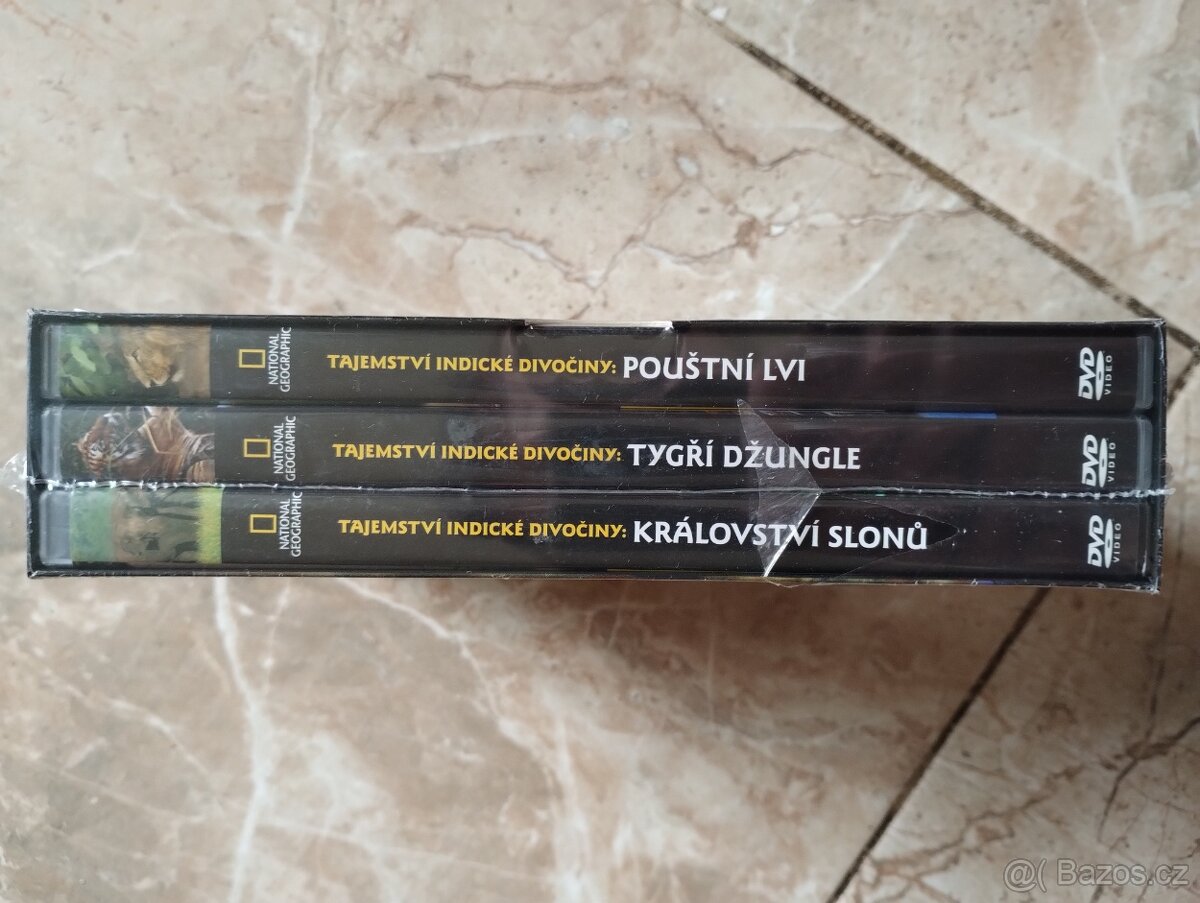 NATIONAL GEOGRAPHIC
TAJEMSTVÍ INDICKÉ DIVOČINY: POUŠTNÍ LVI
DVD VIDEO
NATIONAL GEOGRAPHIC
TAJEMSTVÍ INDICKÉ DIVOČINY: TYGŘÍ DŽUNGLE
DVD VIDEO
NATIONAL GEOGRAPHIC
TAJEMSTVÍ INDICKÉ DIVOČINY: KRÁLOVSTVÍ SLONŮ
DVD VIDEO
@( Bazos.cz